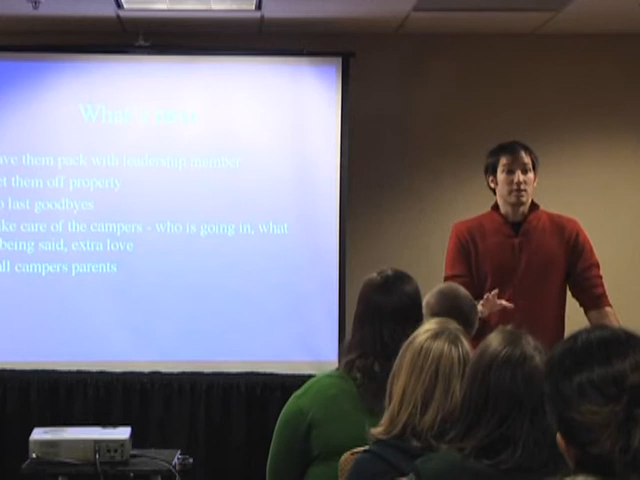 What's next
ave them pack with leadership member
et them off property
o last goodbyes
ke care of the campers - who is going in, what
being said, extra love
all campers parents